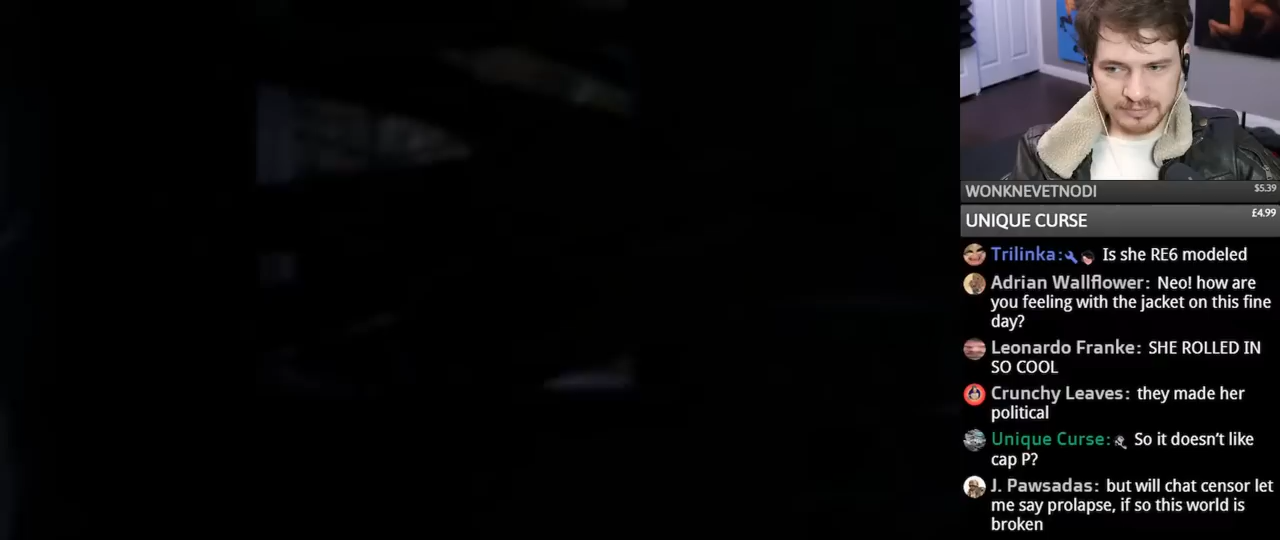 WONKNEVETNODI $5.39
UNIQUE CURSE £4.99
Trilinka: Is she RE6 modeled
Adrian Wallflower: Neo! how are
you feeling with the jacket on this fine
day?
Leonardo Franke: SHE ROLLED IN
SO COOL
Crunchy Leaves: they made her
political
Unique Curse: So it doesn't like
cap P?
J. Pawsadas: but will chat censor let
me say prolapse, if so this world is
broken